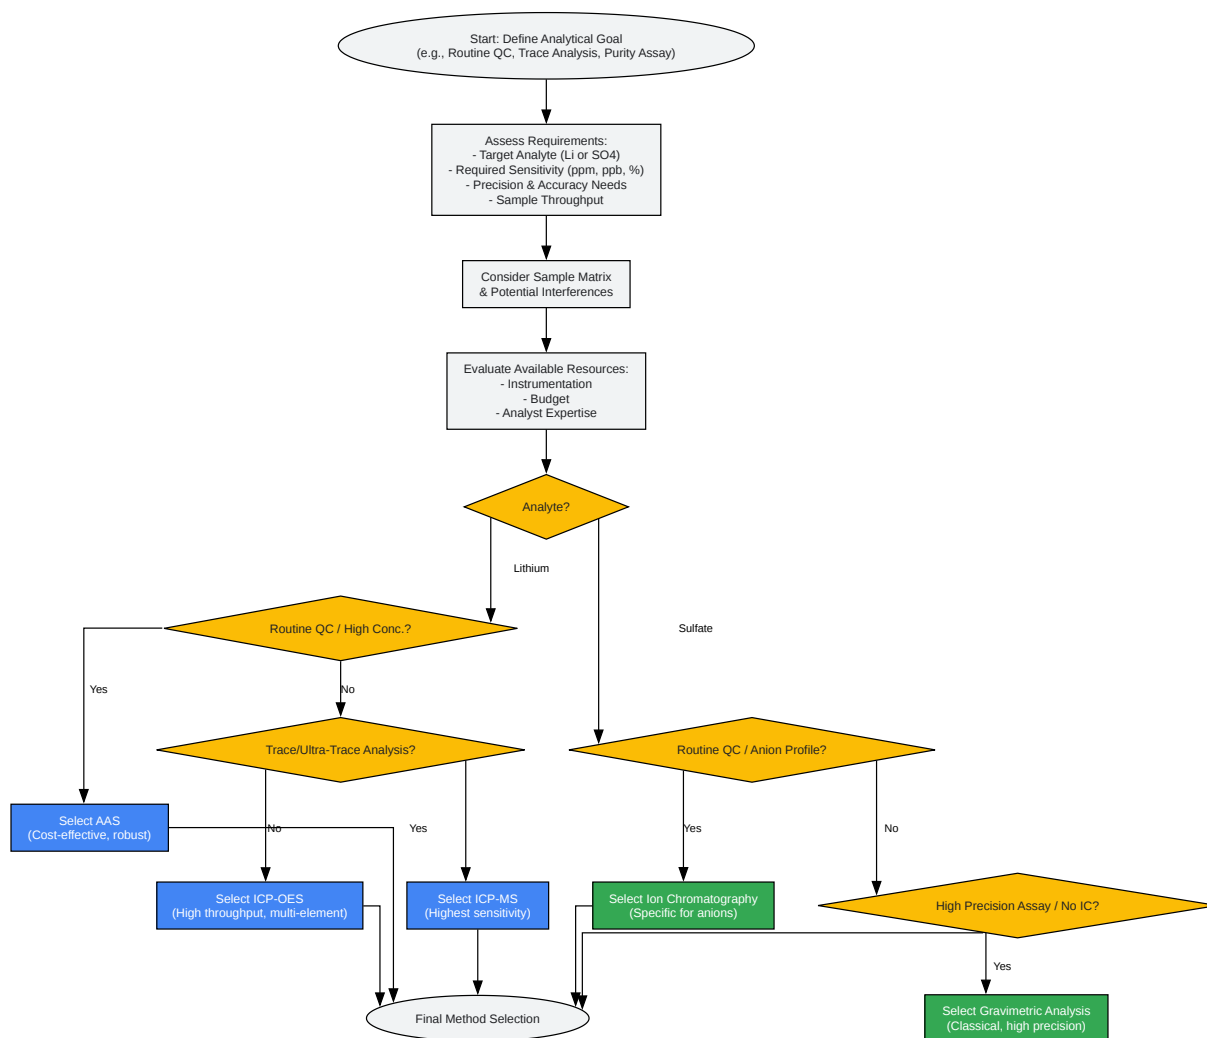 Start: Define Analytical Goal
(e.g., Routine QC, Trace Analysis, Purity Assay)
Assess Requirements:
- Target Analyte (Li or SO4)
- Required Sensitivity (ppm, ppb, %)
- Precision & Accuracy Needs
- Sample Throughput
Consider Sample Matrix
& Potential Interferences
Evaluate Available Resources:
- Instrumentation
- Budget
- Analyst Expertise
Analyte?
Lithium
Sulfate
Routine QC / High Conc.?
Yes
No
Trace/Ultra-Trace Analysis?
Routine QC / Anion Profile?
Select AAS
(Cost-effective, robust)
No
Yes
Yes
No
Select ICP-OES
(High throughput, multi-element)
Select ICP-MS
(Highest sensitivity)
Select Ion Chromatography
(Specific for anions)
High Precision Assay / No IC?
Yes
Final Method Selection
Select Gravimetric Analysis
(Classical, high precision)